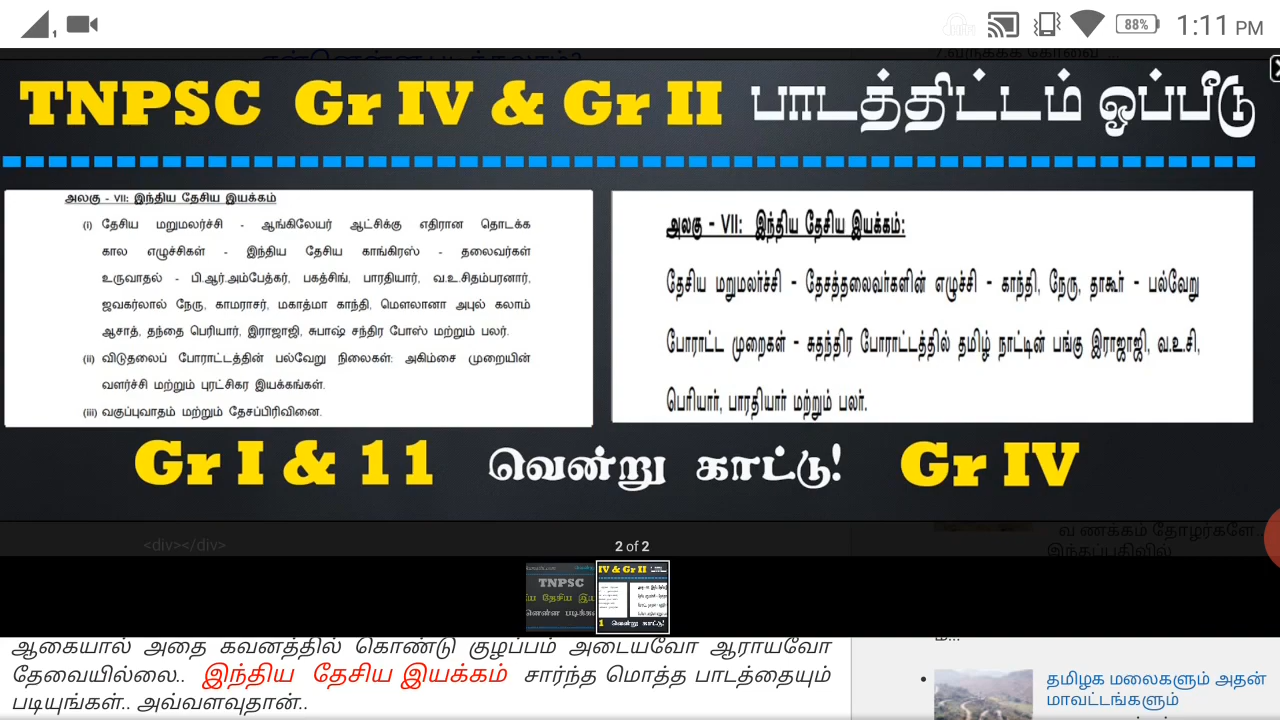 88% 1:11 PM
TNPSC Gr IV & Gr II பாடத்திட்டம் ஒப்பீடு
அலகு - VII: இந்திய தேசிய இயக்கம்
(i) தேசிய மறுமலர்ச்சி - ஆங்கிலேயர் ஆட்சிக்கு எதிரான தொடக்க
கால எழுச்சிகள் - இந்திய தேசிய காங்கிரஸ் - தலைவர்கள்
உருவாதல் - பி.ஆர்.அம்பேத்கர், பகத்சிங், பாரதியார், வ.உ.சிதம்பரனார்,
ஜவகர்லால் நேரு, காமராசர், மகாத்மா காந்தி, மௌலானா அபுல் கலாம்
ஆசாத், தந்தை பெரியார், இராஜாஜி, சுபாஷ் சந்திர போஸ் மற்றும் பலர்.
(ii) விடுதலைப் போராட்டத்தின் பல்வேறு நிலைகள்: அகிம்சை முறையின்
வளர்ச்சி மற்றும் புரட்சிகர இயக்கங்கள்.
(iii) வகுப்புவாதம் மற்றும் தேசப்பிரிவினை.
அலகு - VII: இந்திய தேசிய இயக்கம்:
தேசிய மறுமலர்ச்சி - தேசத்தலைவர்களின் எழுச்சி - காந்தி, நேரு, தாகூர் - பல்வேறு
போராட்ட முறைகள் - சுதந்திர போராட்டத்தில் தமிழ் நாட்டின் பங்கு இராஜாஜி, வ.உ.சி,
பெரியார், பாரதியார் மற்றும் பலர்.
Gr I & 11 வென்று காட்டு! Gr IV
<div></div>
வணக்கம் தோழர்களே..
இந்தப்பதிவில்
2 of 2
TNPSC
IV & Gr II
வென்று காட்டு!
ஆகையால் அதை கவனத்தில் கொண்டு குழப்பம் அடையவோ ஆராயவோ
தேவையில்லை.. இந்திய தேசிய இயக்கம் சார்ந்த மொத்த பாடத்தையும்
படியுங்கள்.. அவ்வளவுதான்..
தமிழக மலைகளும் அதன்
மாவட்டங்களும்